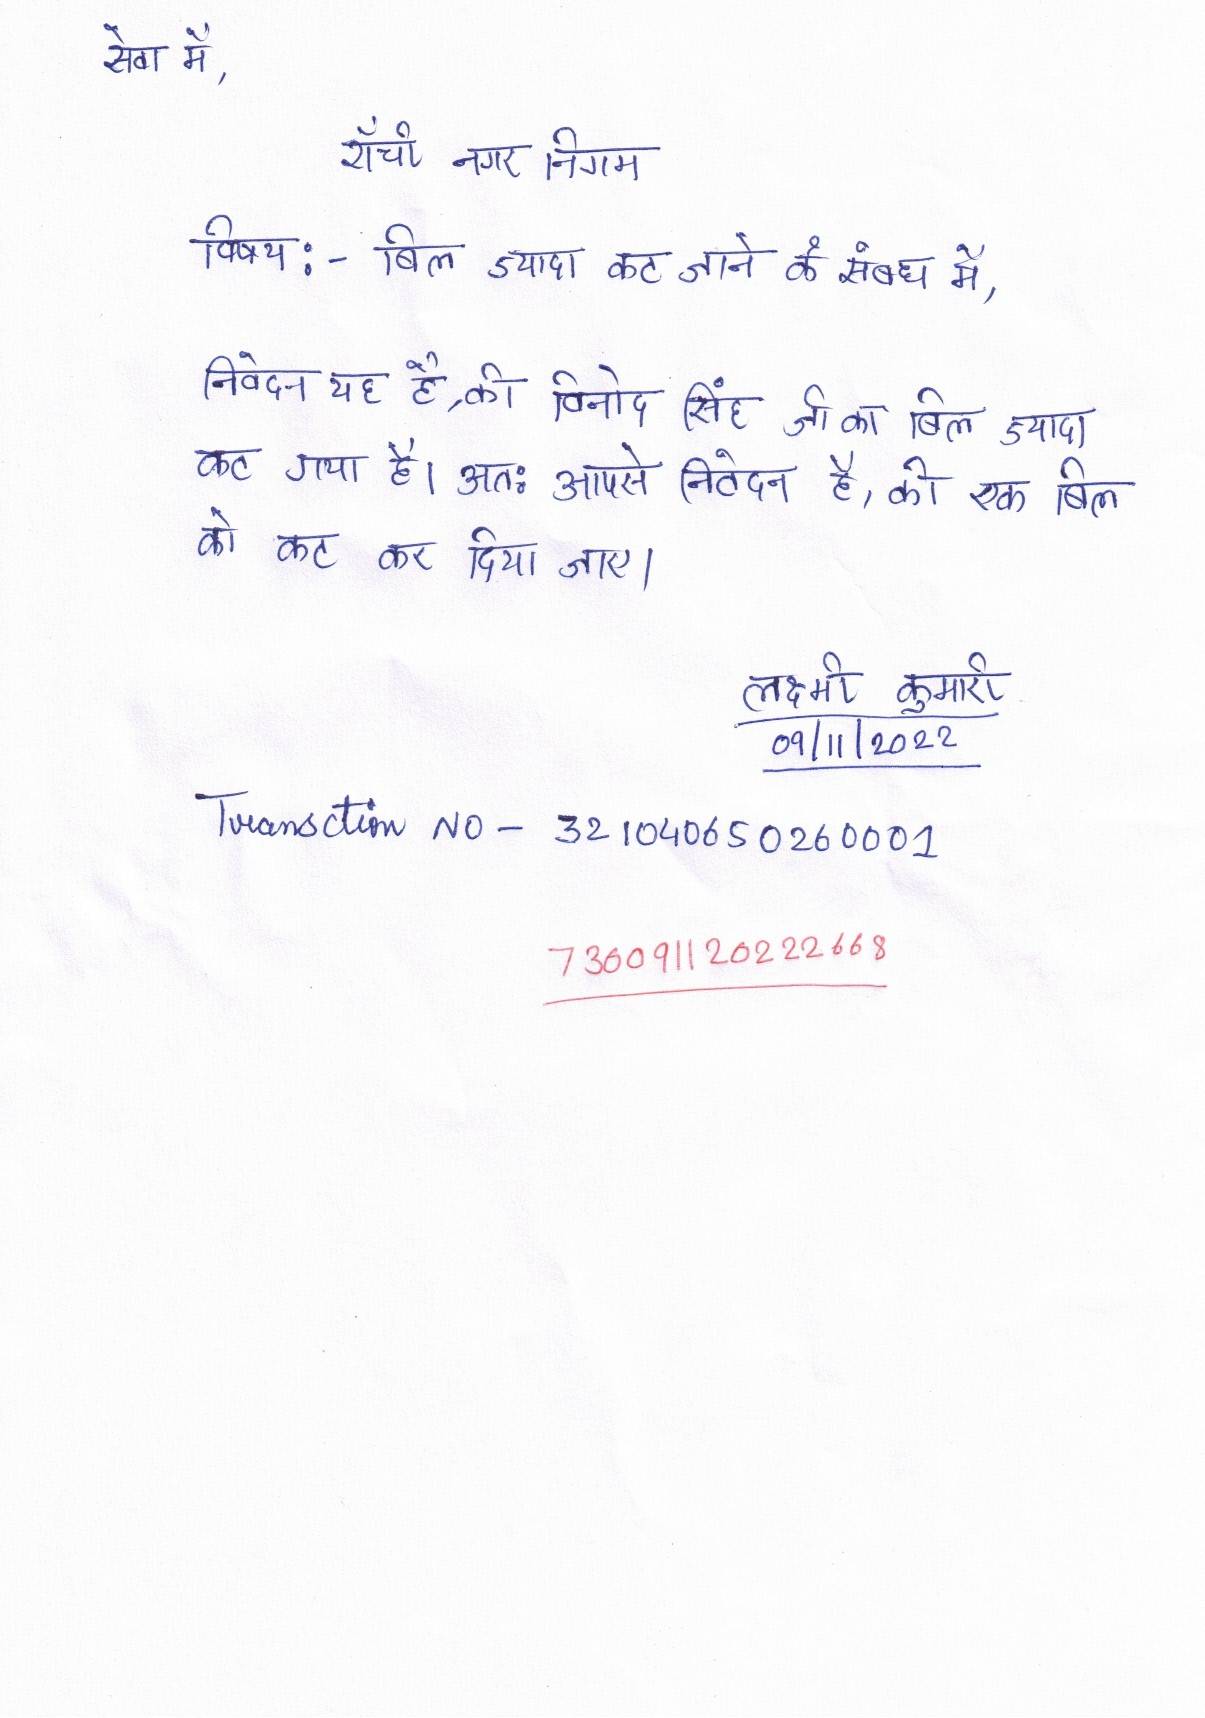 सेवा में,
राँची नगर निगम
विषय:- बिल ज्यादा कट जाने के संबध में,
निवेदन यह है, की विनोद सिंह जी का बिल ज्यादा
कट गया है। अतः आपसे निवेदन है, की एक बिल
को कट कर दिया जाए।
लक्ष्मी कुमारी
09/11/2022
Transction NO - 321040650260001
73609112022 2668